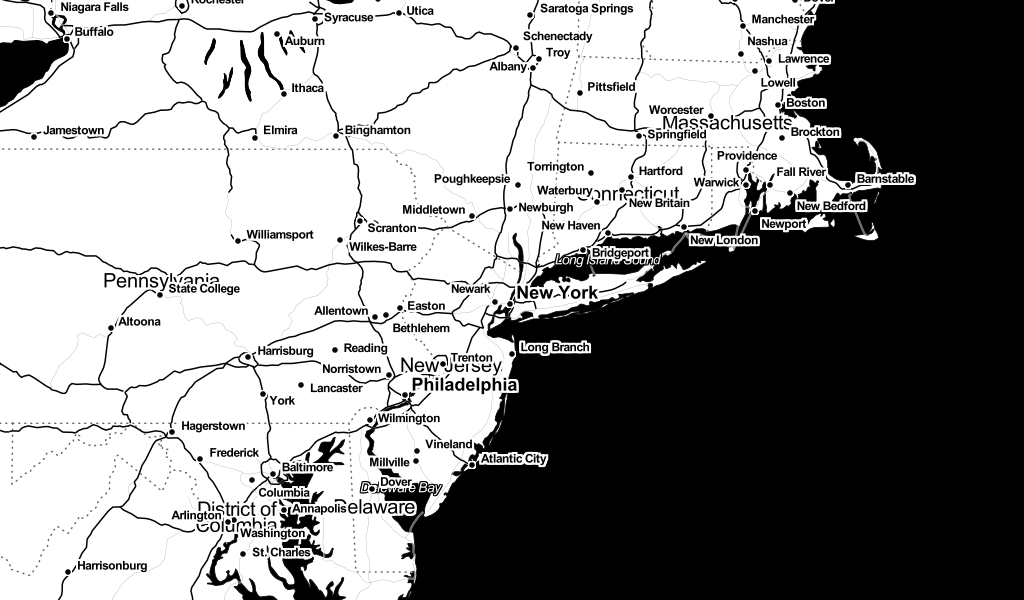 Niagara Falls
Rochester
Syracuse
Utica
Saratoga Springs
Dover
Manchester
Buffalo
Auburn
Schenectady
Troy
Nashua
Lawrence
Albany
Lowell
Ithaca
Pittsfield
Boston
Worcester
Massachusetts
Jamestown
Elmira
Binghamton
Springfield
Brockton
Providence
Torrington
Hartford
Fall River
Poughkeepsie
Warwick
Barnstable
Waterbury
Connecticut
Middletown
Newburgh
New Britain
New Bedford
Scranton
New Haven
Newport
Williamsport
Wilkes-Barre
New London
Bridgeport
Long Island Sound
Pennsylvania
State College
Newark
New York
Easton
Allentown
Altoona
Bethlehem
Harrisburg
Reading
Long Branch
Trenton
New Jersey
Norristown
Lancaster
Philadelphia
York
Wilmington
Hagerstown
Vineland
Frederick
Millville
Atlantic City
Baltimore
Dover
Delaware Bay
Columbia
District of
Columbia
Annapolis
Delaware
Arlington
Washington
St. Charles
Harrisonburg